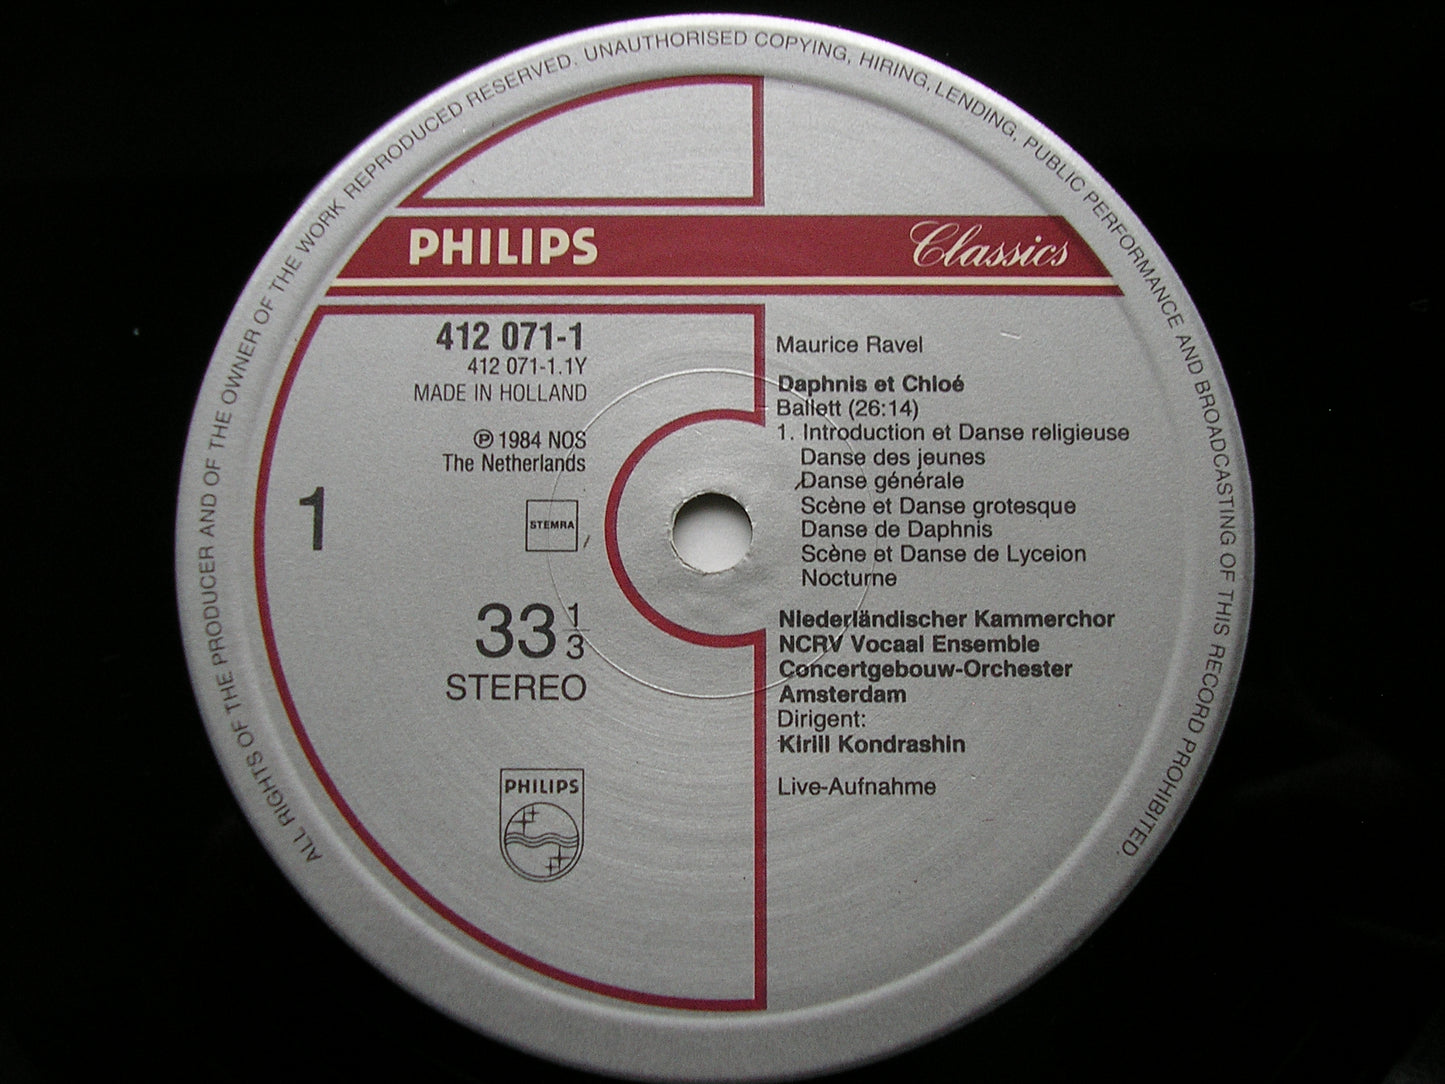 ALL RIGHTS OF THE PRODUCER AND OF THE OWNER OF THE WORK REPRODUCED RESERVED. UNAUTHORISED COPYING, HIRING, LENDING, PUBLIC PERFORMANCE AND BROADCASTING OF THIS RECORD PROHIBITED.
PHILIPS Classics
412 071-1
412 071-1.1Y
MADE IN HOLLAND
℗ 1984 NOS
The Netherlands
1
STEMRA
33 1/3
STEREO
PHILIPS
Maurice Ravel
Daphnis et Chloé
Ballett (26:14)
1. Introduction et Danse religieuse
Danse des jeunes
Danse générale
Scène et Danse grotesque
Danse de Daphnis
Scène et Danse de Lyceion
Nocturne
Niederländischer Kammerchor
NCRV Vocaal Ensemble
Concertgebouw-Orchester
Amsterdam
Dirigent:
Kirill Kondrashin
Live-Aufnahme